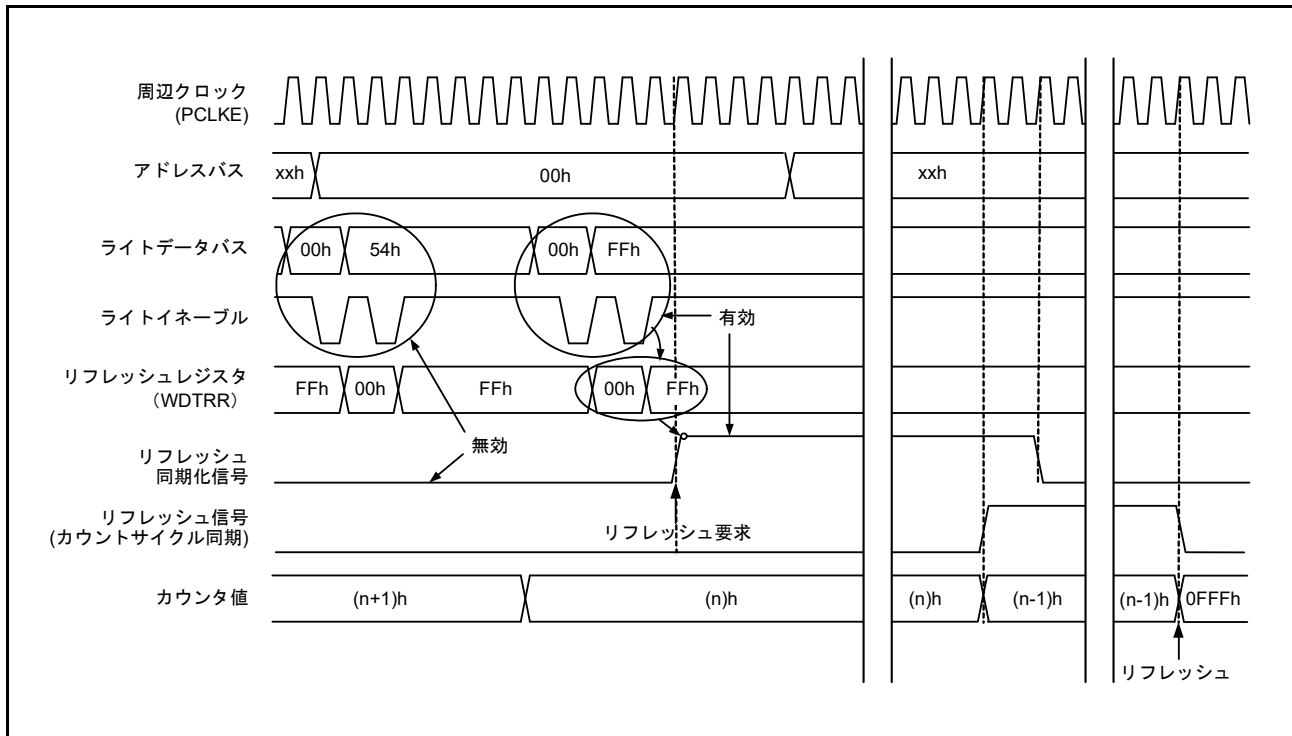 周辺クロック
(PCLKE)
アドレスバス
xxh
00h
xxh
ライトデータバス
00h
54h
00h
FFh
ライトイネーブル
有効
リフレッシュレジスタ
(WDTRR)
FFh
00h
FFh
00h
FFh
無効
リフレッシュ
同期化信号
リフレッシュ信号
(カウントサイクル同期)
リフレッシュ要求
カウンタ値
(n+1)h
(n)h
(n)h
(n-1)h
(n-1)h
0FFFh
リフレッシュ